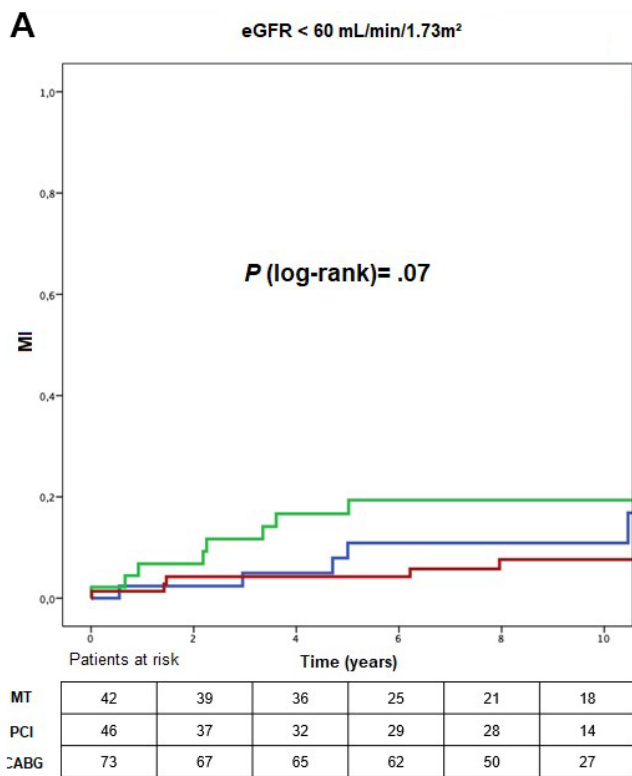 A
eGFR < 60 mL/min/1.73m²
1,0
0,8
P (log-rank)= .07
0,6
MI
0,4
0,2
0,0
0 2 4 6 8 10
Patients at risk
Time (years)
MT 42 39 36 25 21 18
PCI 46 37 32 29 28 14
CABG 73 67 65 62 50 27